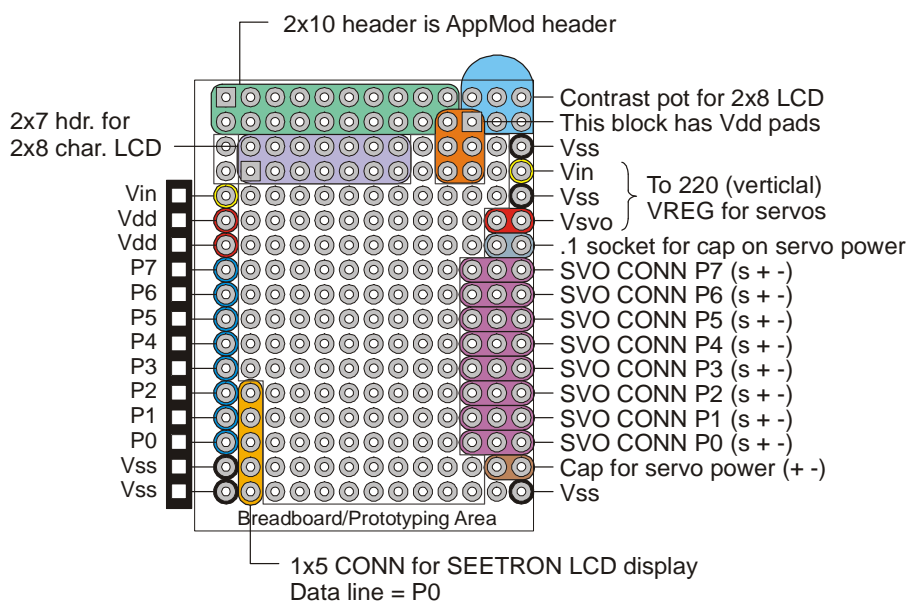 2x10 header is AppMod header
2x7 hdr. for
2x8 char. LCD
Contrast pot for 2x8 LCD
This block has Vdd pads
Vss
Vin
Vss
Vsvo
To 220 (verticlal)
VREG for servos
.1 socket for cap on servo power
SVO CONN P7 (s + -)
SVO CONN P6 (s + -)
SVO CONN P5 (s + -)
SVO CONN P4 (s + -)
SVO CONN P3 (s + -)
SVO CONN P2 (s + -)
SVO CONN P1 (s + -)
SVO CONN P0 (s + -)
Cap for servo power (+ -)
Vss
Vin
Vdd
Vdd
P7
P6
P5
P4
P3
P2
P1
P0
Vss
Vss
Breadboard/Prototyping Area
1x5 CONN for SEETRON LCD display
Data line = P0